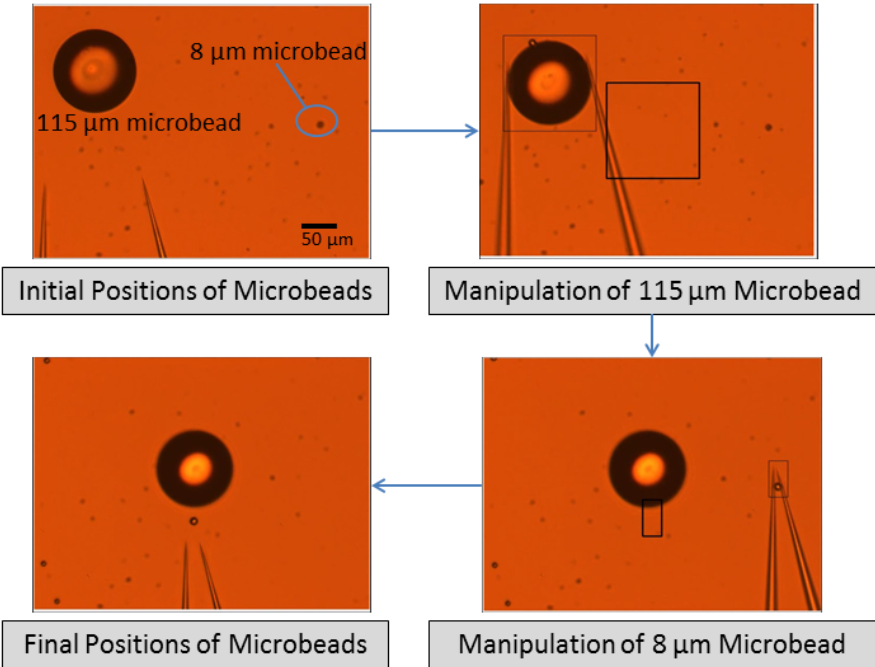 8 µm microbead
115 µm microbead
50 µm
Initial Positions of Microbeads
Manipulation of 115 µm Microbead
Final Positions of Microbeads
Manipulation of 8 µm Microbead